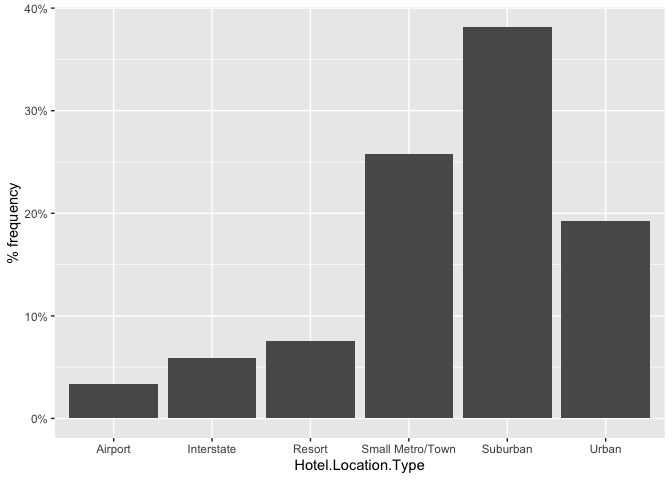 40%
30%
20%
10%
0%
% frequency
Airport Interstate Resort Small Metro/Town Suburban Urban
Hotel.Location.Type